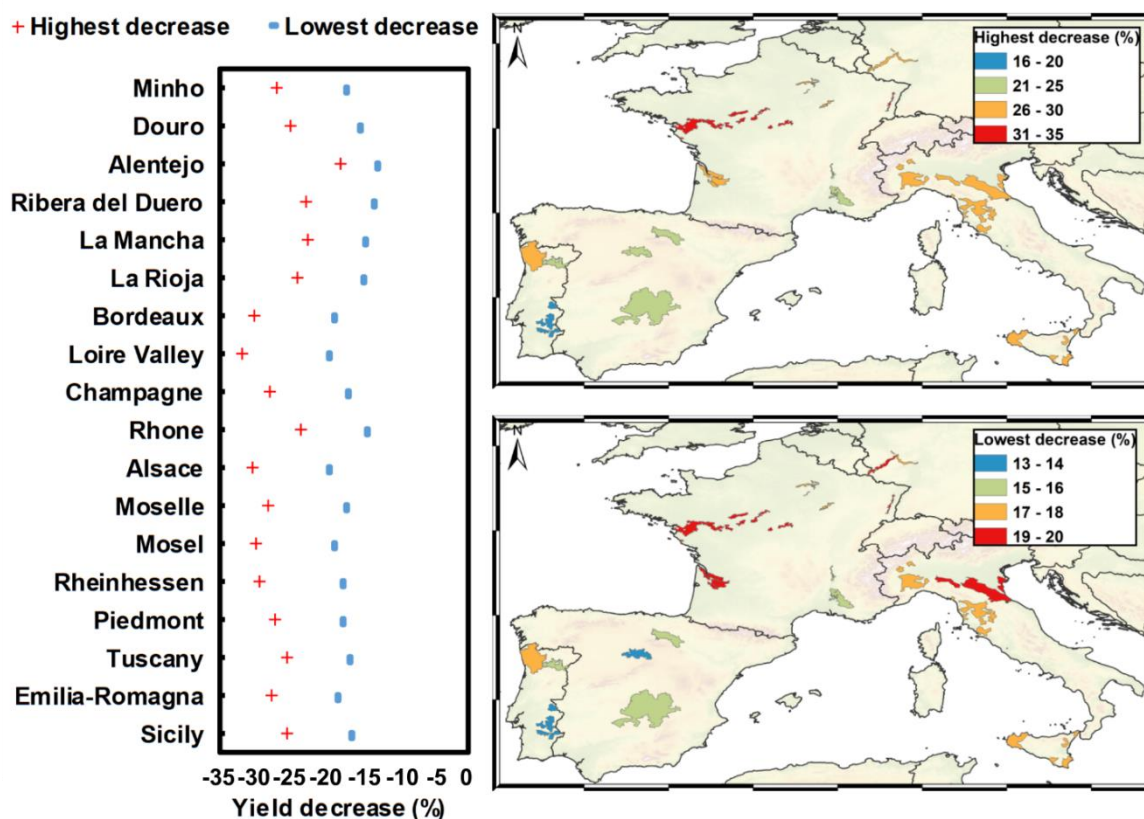 + Highest decrease Lowest decrease
Minho
Douro
Alentejo
Ribera del Duero
La Mancha
La Rioja
Bordeaux
Loire Valley
Champagne
Rhone
Alsace
Moselle
Mosel
Rheinhessen
Piedmont
Tuscany
Emilia-Romagna
Sicily
-35 -30 -25 -20 -15 -10 -5 0
Yield decrease (%)
N
Highest decrease (%)
16 - 20
21 - 25
26 - 30
31 - 35
N
Lowest decrease (%)
13 - 14
15 - 16
17 - 18
19 - 20